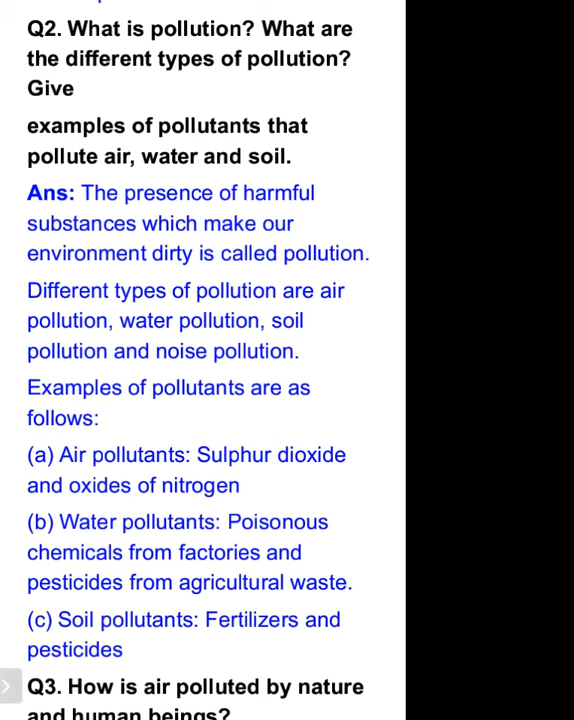 Q2. What is pollution? What are
the different types of pollution?
Give
examples of pollutants that
pollute air, water and soil.
Ans: The presence of harmful
substances which make our
environment dirty is called pollution.
Different types of pollution are air
pollution, water pollution, soil
pollution and noise pollution.
Examples of pollutants are as
follows:
(a) Air pollutants: Sulphur dioxide
and oxides of nitrogen
(b) Water pollutants: Poisonous
chemicals from factories and
pesticides from agricultural waste.
(c) Soil pollutants: Fertilizers and
pesticides
Q3. How is air polluted by nature
and human beings?